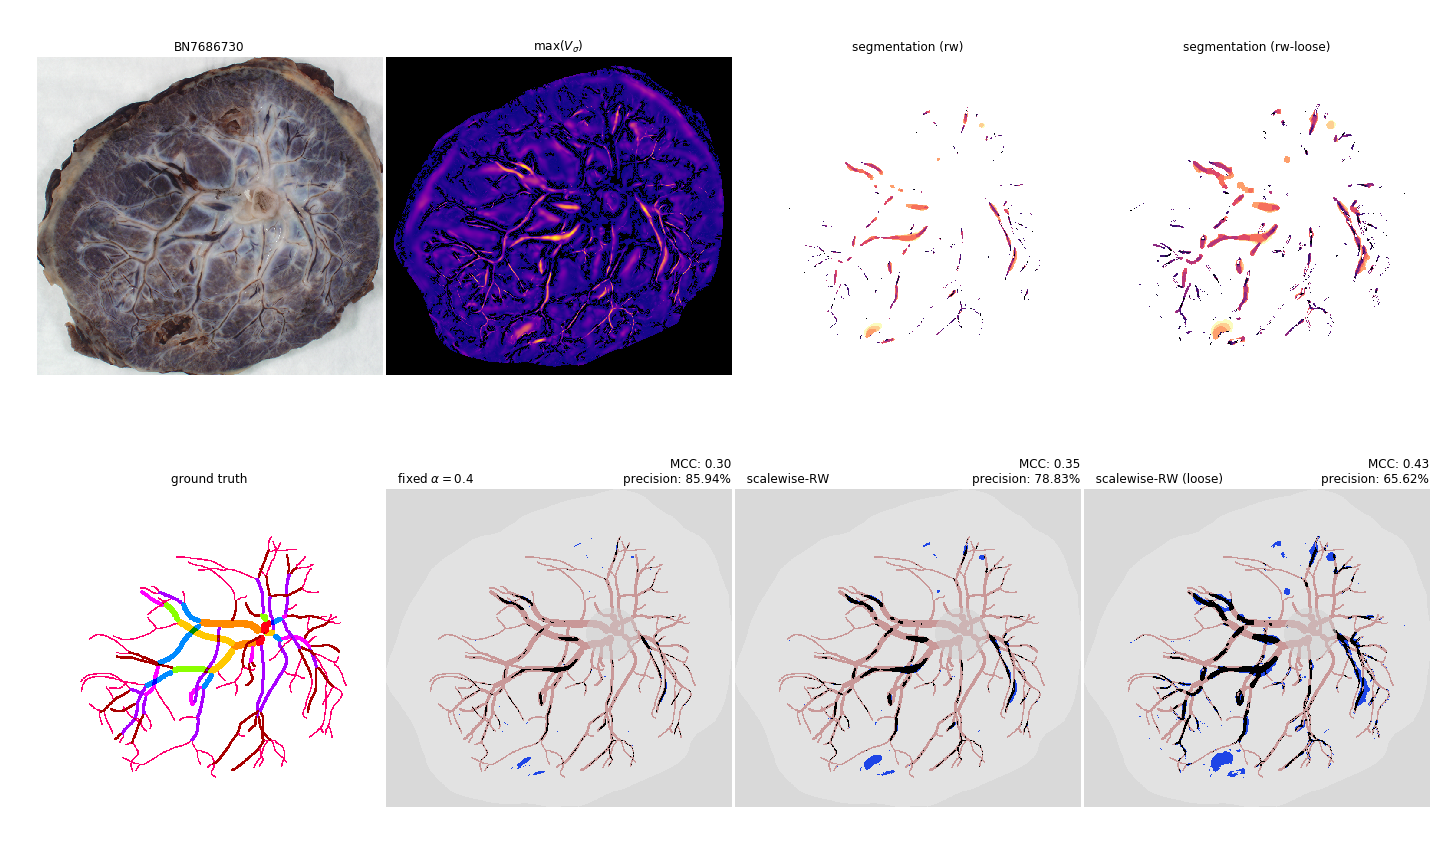 BN7686730
max(V_σ)
segmentation (rw)
segmentation (rw-loose)
ground truth
fixed α = 0.4
MCC: 0.30
precision: 85.94%
scalewise-RW
MCC: 0.35
precision: 78.83%
scalewise-RW (loose)
MCC: 0.43
precision: 65.62%